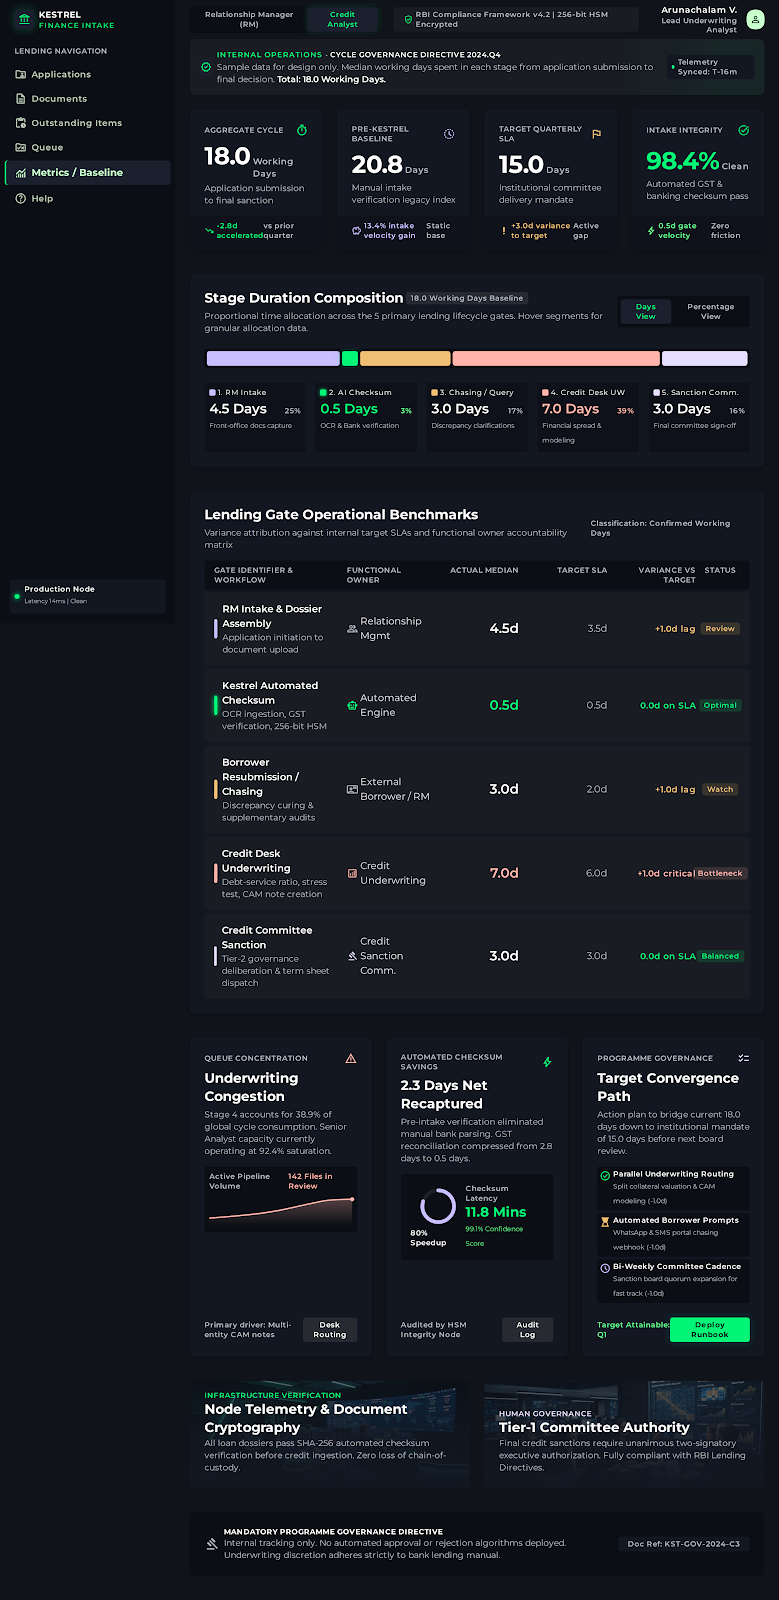 KESTREL
FINANCE INTAKE
LENDING NAVIGATION
Applications
Documents
Outstanding Items
Queue
Metrics / Baseline
Help
Production Node
Latency 14ms | Clean
Relationship Manager
(RM)
Credit
Analyst
RBI Compliance Framework v4.2 | 256-bit HSM
Encrypted
Arunachalam V.
Lead Underwriting
Analyst
INTERNAL OPERATIONS · CYCLE GOVERNANCE DIRECTIVE 2024.Q4
Sample data for design only. Median working days spent in each stage from application submission to
final decision. Total: 18.0 Working Days.
Telemetry
Synced: T-16m
AGGREGATE CYCLE
18.0 Working
Days
Application submission
to final sanction
-2.8d
accelerated
vs prior
quarter
PRE-KESTREL
BASELINE
20.8 Days
Manual intake
verification legacy index
13.4% intake
velocity gain
Static
base
TARGET QUARTERLY
SLA
15.0 Days
Institutional committee
delivery mandate
+3.0d variance
to target
Active
gap
INTAKE INTEGRITY
98.4% Clean
Automated GST &
banking checksum pass
0.5d gate
velocity
Zero
friction
Stage Duration Composition 18.0 Working Days Baseline
Proportional time allocation across the 5 primary lending lifecycle gates. Hover segments for
granular allocation data.
Days
View
Percentage
View
1. RM Intake
4.5 Days 25%
Front-office docs capture
2. AI Checksum
0.5 Days 3%
OCR & Bank verification
3. Chasing / Query
3.0 Days 17%
Discrepancy clarifications
4. Credit Desk UW
7.0 Days 39%
Financial spread &
modeling
5. Sanction Comm.
3.0 Days 16%
Final committee sign-off
Lending Gate Operational Benchmarks
Variance attribution against internal target SLAs and functional owner accountability
matrix
Classification: Confirmed Working
Days
GATE IDENTIFIER &
WORKFLOW
FUNCTIONAL
OWNER
ACTUAL MEDIAN
TARGET SLA
VARIANCE VS
TARGET
STATUS
RM Intake & Dossier
Assembly
Application initiation to
document upload
Relationship
Mgmt
4.5d
3.5d
+1.0d lag
Review
Kestrel Automated
Checksum
OCR ingestion, GST
verification, 256-bit HSM
Automated
Engine
0.5d
0.5d
0.0d on SLA
Optimal
Borrower
Resubmission /
Chasing
Discrepancy curing &
supplementary audits
External
Borrower / RM
3.0d
2.0d
+1.0d lag
Watch
Credit Desk
Underwriting
Debt-service ratio, stress
test, CAM note creation
Credit
Underwriting
7.0d
6.0d
+1.0d critical
Bottleneck
Credit Committee
Sanction
Tier-2 governance
deliberation & term sheet
dispatch
Credit
Sanction
Comm.
3.0d
3.0d
0.0d on SLA
Balanced
QUEUE CONCENTRATION
Underwriting
Congestion
Stage 4 accounts for 38.9% of
global cycle consumption. Senior
Analyst capacity currently
operating at 92.4% saturation.
Active Pipeline
Volume
142 Files in
Review
Primary driver: Multi-
entity CAM notes
Desk
Routing
AUTOMATED CHECKSUM
SAVINGS
2.3 Days Net
Recaptured
Pre-intake verification eliminated
manual bank parsing. GST
reconciliation compressed from 2.8
days to 0.5 days.
80%
Speedup
Checksum
Latency
11.8 Mins
99.1% Confidence
Score
Audited by HSM
Integrity Node
Audit
Log
PROGRAMME GOVERNANCE
Target Convergence
Path
Action plan to bridge current 18.0
days down to institutional mandate
of 15.0 days before next board
review.
Parallel Underwriting Routing
Split collateral valuation & CAM
modeling (-1.0d)
Automated Borrower Prompts
WhatsApp & SMS portal chasing
webhook (-1.0d)
Bi-Weekly Committee Cadence
Sanction board quorum expansion for
fast track (-1.0d)
Target Attainable:
Q1
Deploy
Runbook
INFRASTRUCTURE VERIFICATION
Node Telemetry & Document
Cryptography
All loan dossiers pass SHA-256 automated checksum
verification before credit ingestion. Zero loss of chain-of-
custody.
HUMAN GOVERNANCE
Tier-1 Committee Authority
Final credit sanctions require unanimous two-signatory
executive authorization. Fully compliant with RBI Lending
Directives.
MANDATORY PROGRAMME GOVERNANCE DIRECTIVE
Internal tracking only. No automated approval or rejection algorithms deployed.
Underwriting discretion adheres strictly to bank lending manual.
Doc Ref: KST-GOV-2024-C3